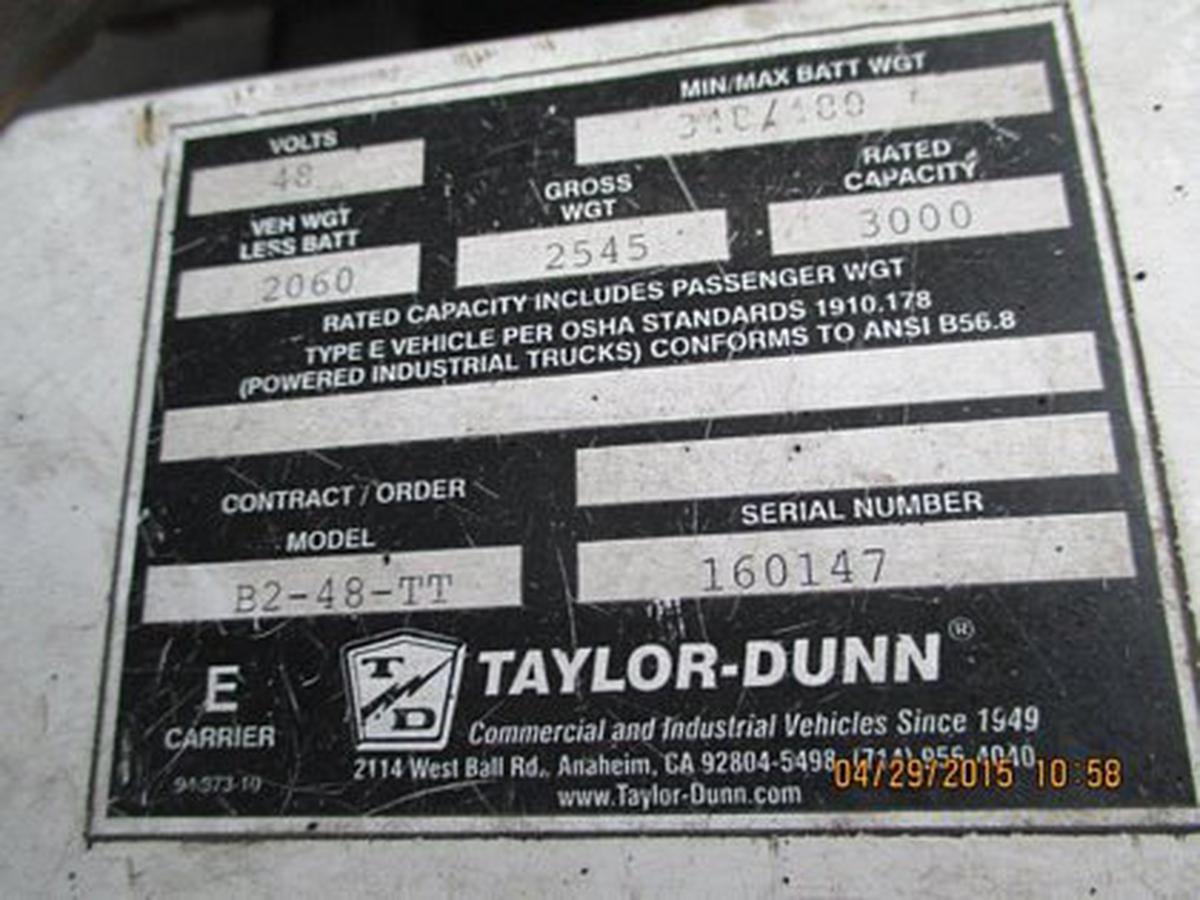 MIN/MAX BATT WGT
VOLTS
48
VEH WGT
LESS BATT
2060
GROSS
WGT
2545
RATED
CAPACITY
3000
RATED CAPACITY INCLUDES PASSENGER WGT
TYPE E VEHICLE PER OSHA STANDARDS 1910.178
(POWERED INDUSTRIAL TRUCKS) CONFORMS TO ANSI B56.8
CONTRACT / ORDER
SERIAL NUMBER
160147
MODEL
B2-48-TT
E
CARRIER
T
D
TAYLOR-DUNN®
Commercial and Industrial Vehicles Since 1949
2114 West Ball Rd., Anaheim, CA 92804-5498
www.Taylor-Dunn.com
04/29/2015 10:58